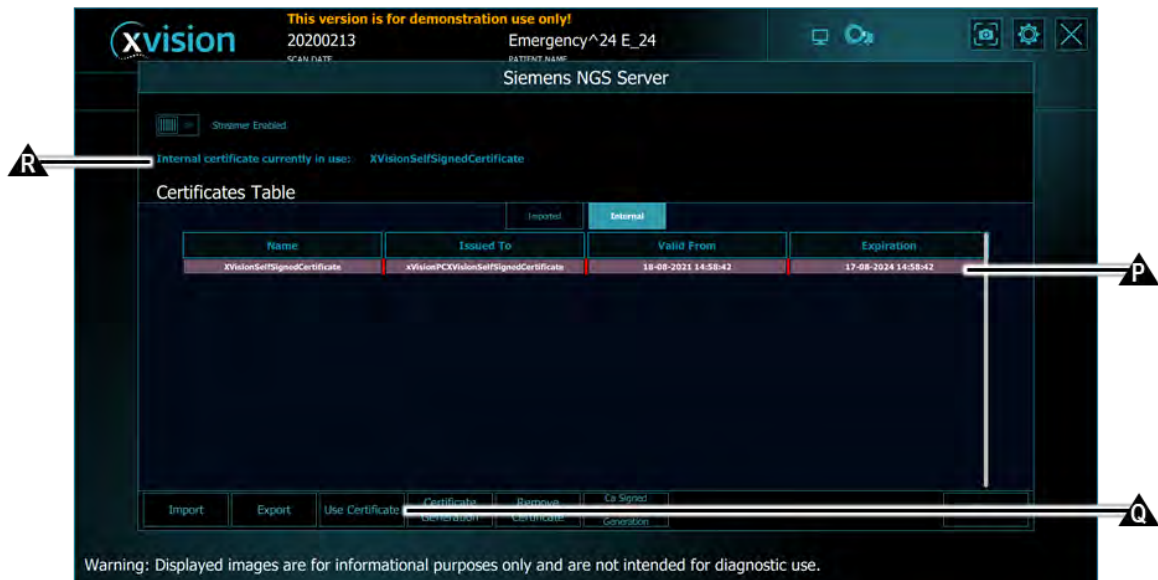 This version is for demonstration use only!
xvision
20200213 Emergency^24 E_24
SCAN DATE PATIENT NAME
Siemens NGS Server
Streamer Enabled
R
Internal certificate currently in use: XVisionSelfSignedCertificate
Certificates Table
Imported Internal
Name Issued To Valid From Expiration
XVisionSelfSignedCertificate xVisionPCXVisionSelfSignedCertificate 18-08-2021 14:58:42 17-08-2024 14:58:42
P
Import Export Use Certificate Certificate Generation Remove Certificate Ca Signed Generation
Q
Warning: Displayed images are for informational purposes only and are not intended for diagnostic use.